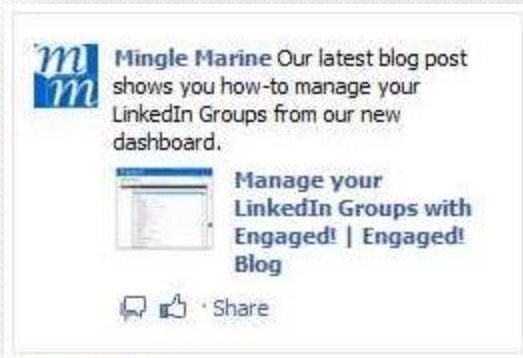 m
m
Mingle Marine Our latest blog post
shows you how-to manage your
LinkedIn Groups from our new
dashboard.
Manage your
LinkedIn Groups with
Engaged! | Engaged!
Blog
· Share